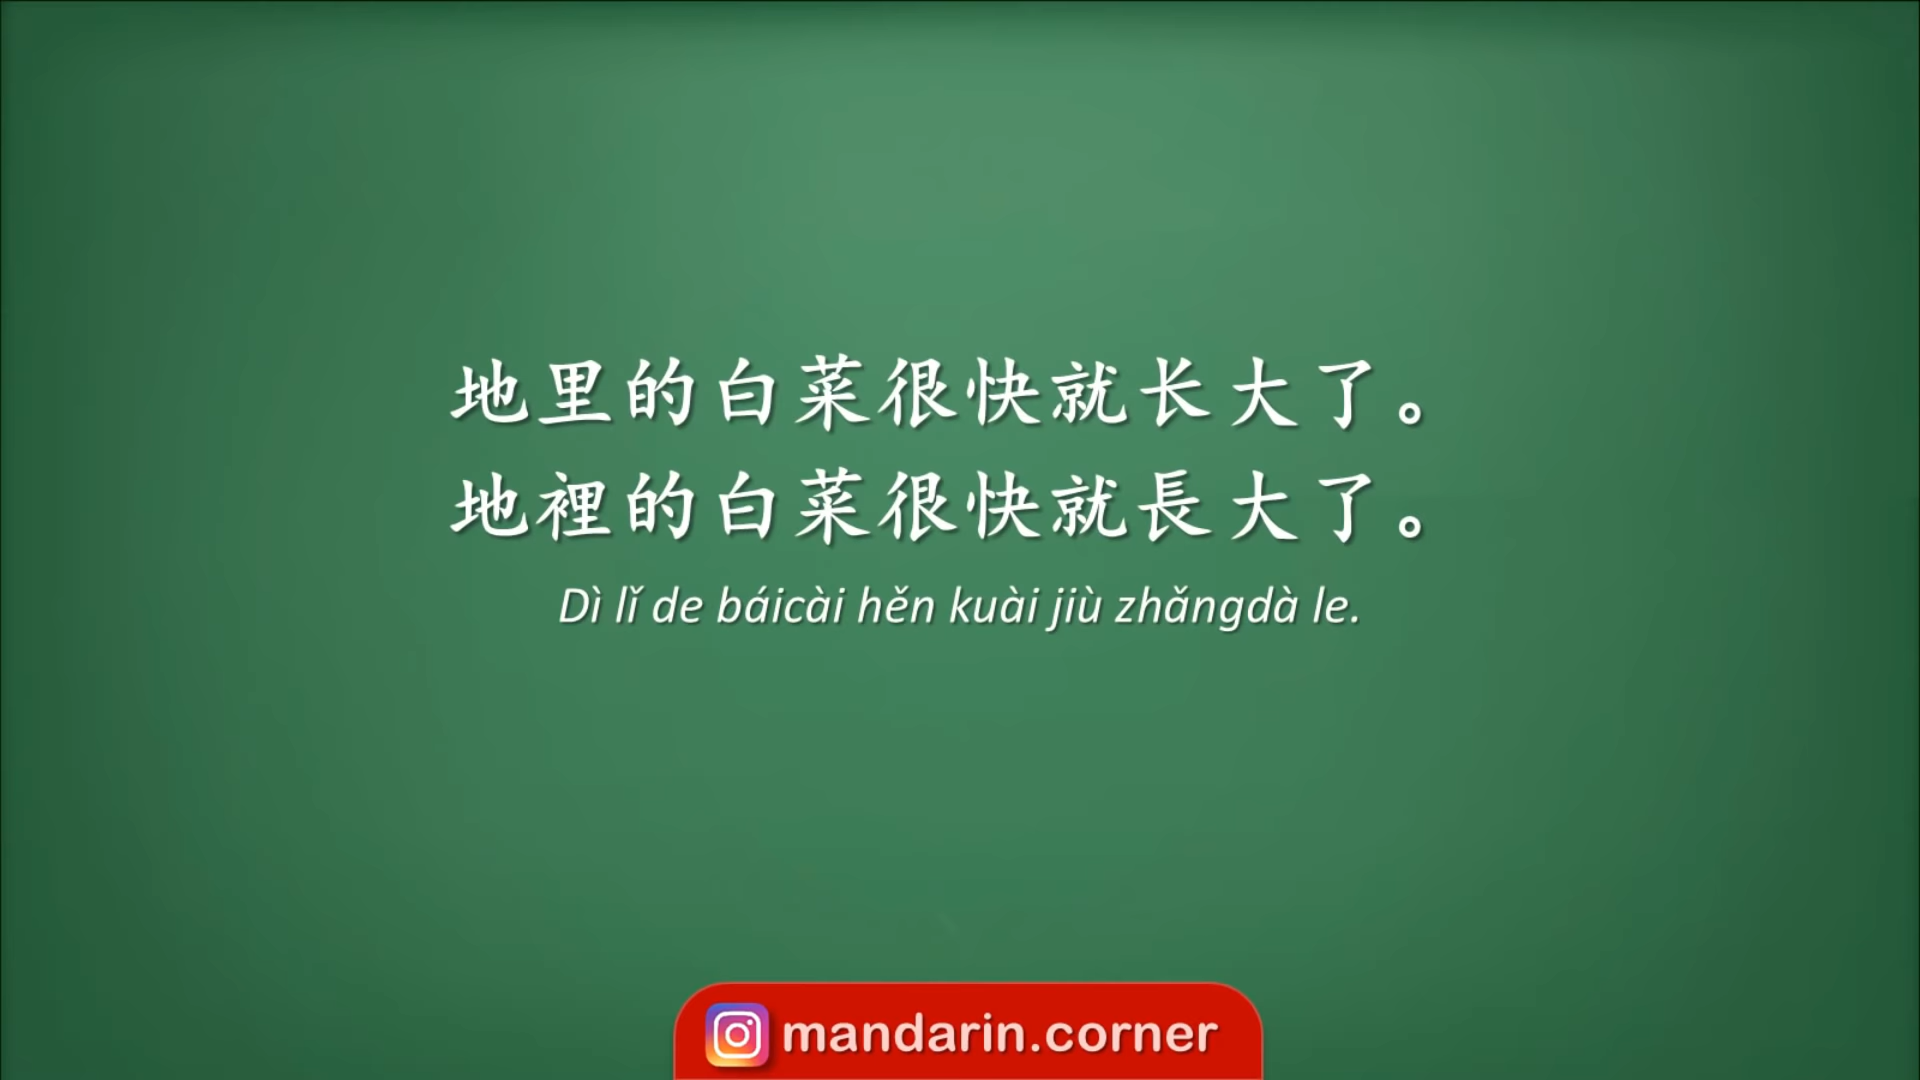 地里的白菜很快就长大了。
地裡的白菜很快就長大了。
Dì lǐ de báicài hěn kuài jiù zhǎngdà le.
mandarin.corner